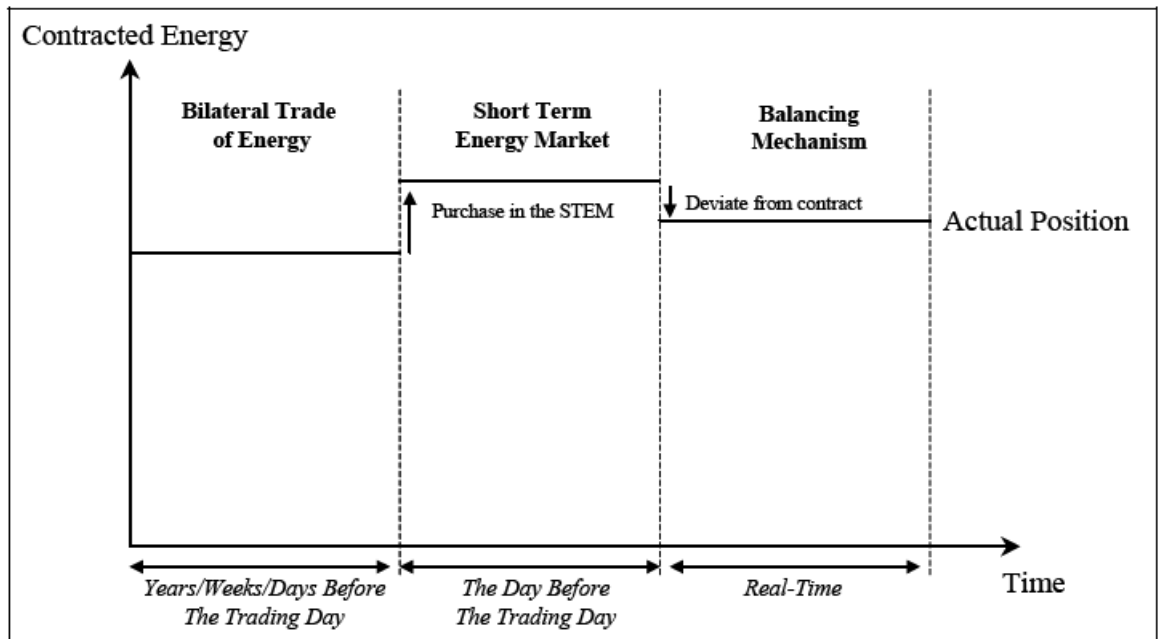 Contracted Energy
Bilateral Trade
of Energy
Short Term
Energy Market
Balancing
Mechanism
Purchase in the STEM
Deviate from contract
Actual Position
Years/Weeks/Days Before
The Trading Day
The Day Before
The Trading Day
Real-Time
Time